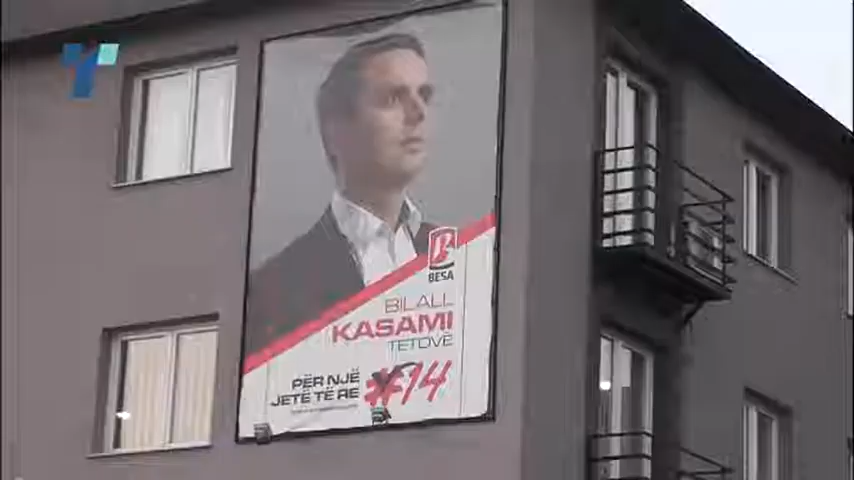 BESA
BILALL
KASAMI
TETOVË
PËR NJË
JETË TË RE
#14